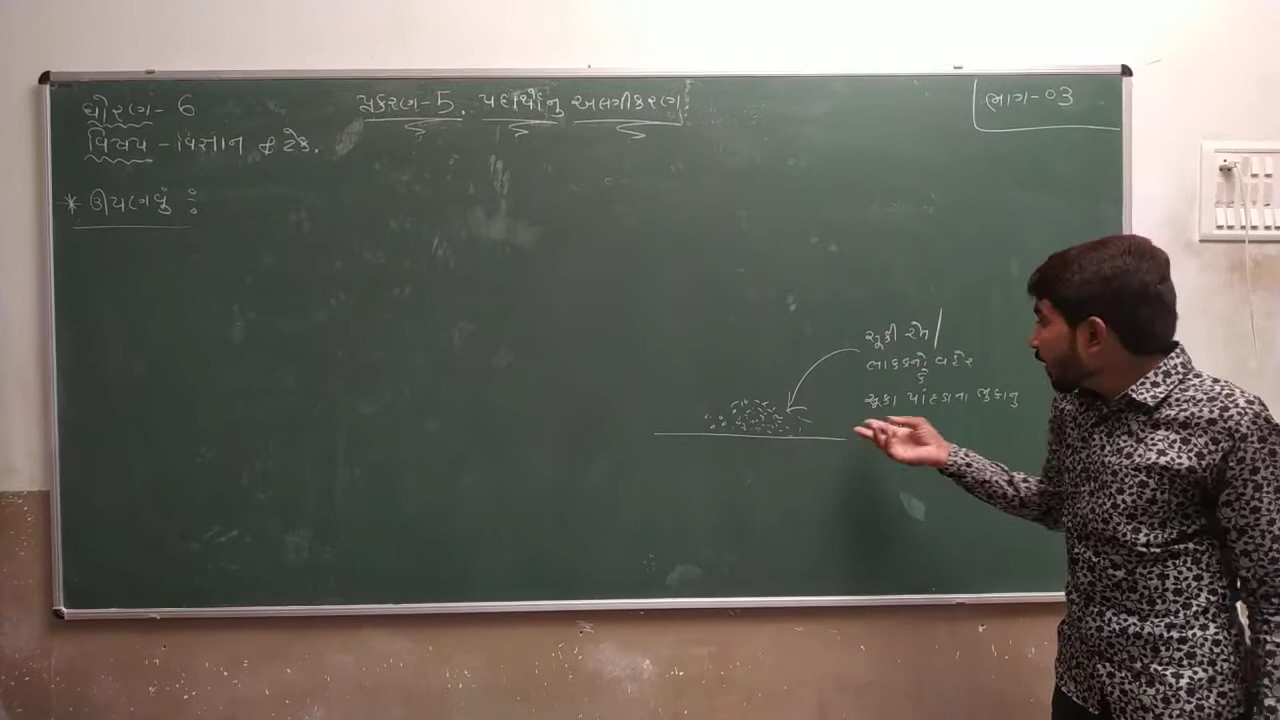 ધોરણ - 6
પ્રકરણ - 5. પદાર્થોનુ અલગીકરણ
ભાગ - 03
વિષય - વિજ્ઞાન & ટેક.
* ઊપણવું :
સૂકી રેત /
લાકડાનો વહેર
કે
સૂકા પાંદડાના ભુકાનુ